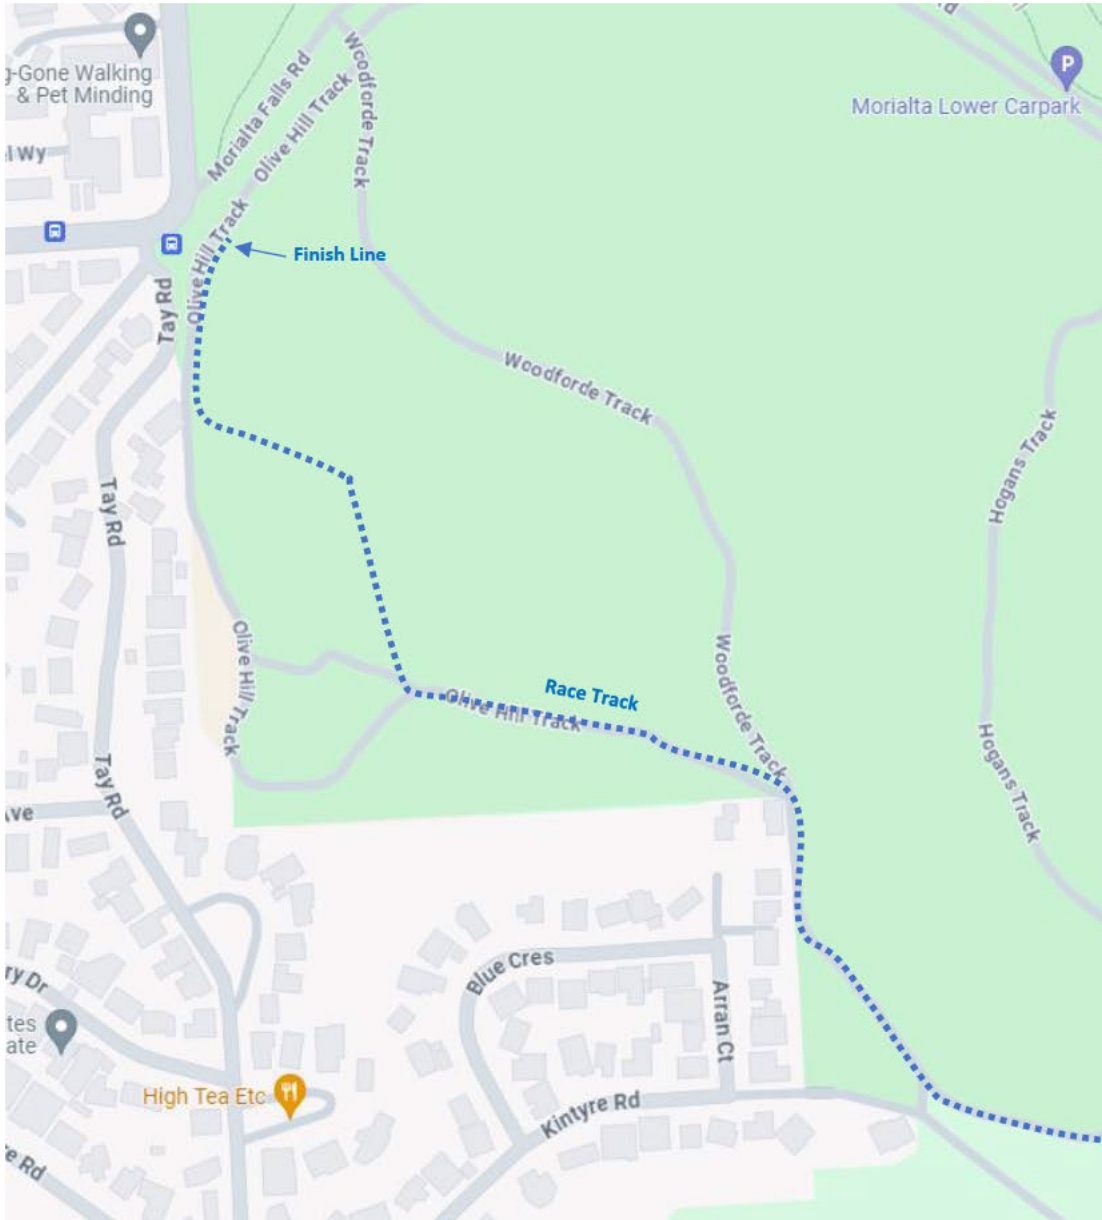 g-Gone Walking
& Pet Minding
l Wy
Morialta Falls Rd
Olive Hill Track
Woodforde Track
Rd
P
Morialta Lower Carpark
Olive Hill Track
Finish Line
Tay Rd
Woodforde Track
Hogans Track
Tay Rd
Olive Hill Track
Woodforde Track
Race Track
Olive Hill Track
Hogans Track
Tay Rd
Ave
ry Dr
Blue Cres
Arran Ct
tes
ate
High Tea Etc
Kintyre Rd
re Rd